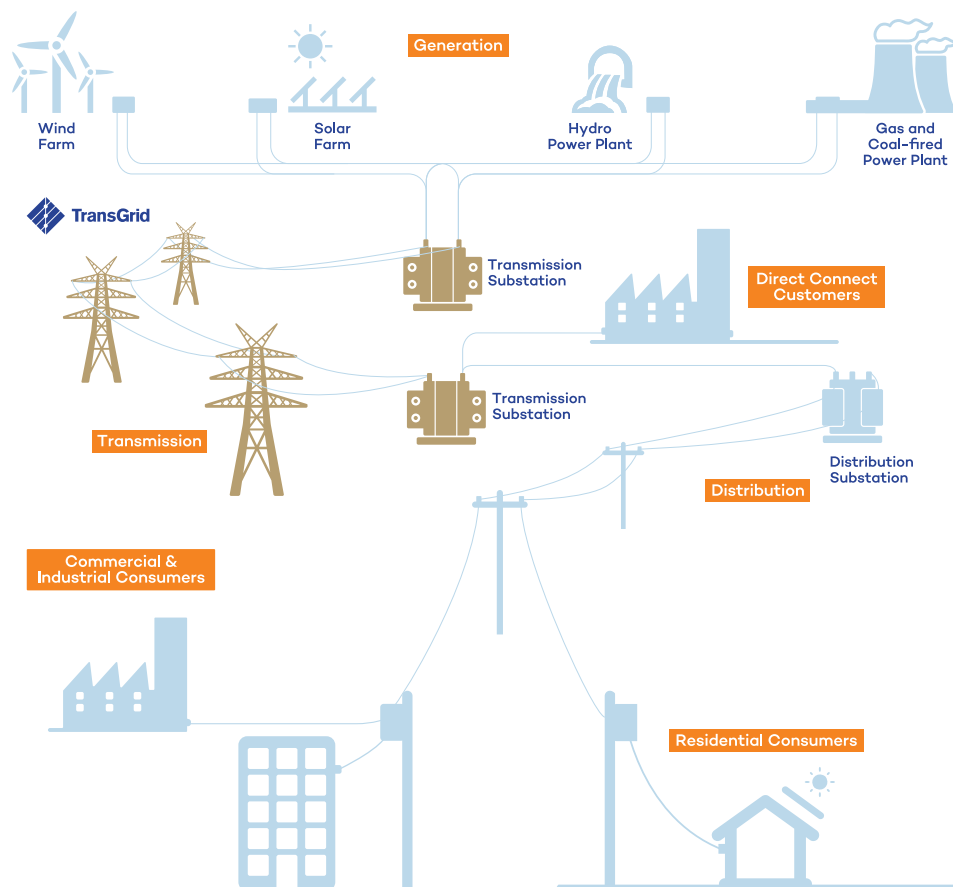 Generation
Wind
Farm
Solar
Farm
Hydro
Power Plant
Gas and
Coal-fired
Power Plant
TransGrid
Transmission
Substation
Direct Connect
Customers
Transmission
Substation
Transmission
Distribution
Substation
Distribution
Commercial &
Industrial Consumers
Residential Consumers